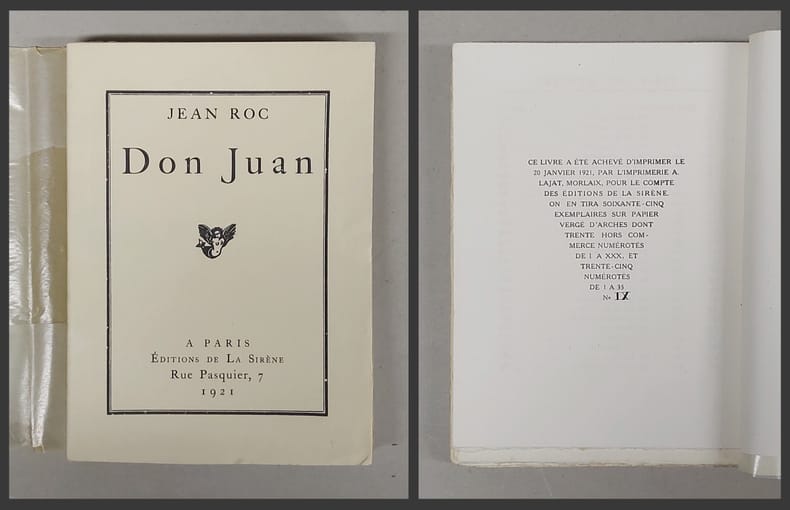 JEAN ROC
Don Juan
A PARIS
ÉDITIONS DE LA SIRÈNE
Rue Pasquier, 7
1921
CE LIVRE A ÉTÉ ACHEVÉ D'IMPRIMER LE
20 JANVIER 1921, PAR L'IMPRIMERIE A.
LAJAT, MORLAIX, POUR LE COMPTE
DES ÉDITIONS DE LA SIRÈNE.
ON EN TIRA SOIXANTE-CINQ
EXEMPLAIRES SUR PAPIER
VERGÉ D'ARCHES DONT
TRENTE HORS COM-
MERCE NUMÉROTÉS
DE I A XXX, ET
TRENTE-CINQ
NUMÉROTÉS
DE 1 A 35
No IX